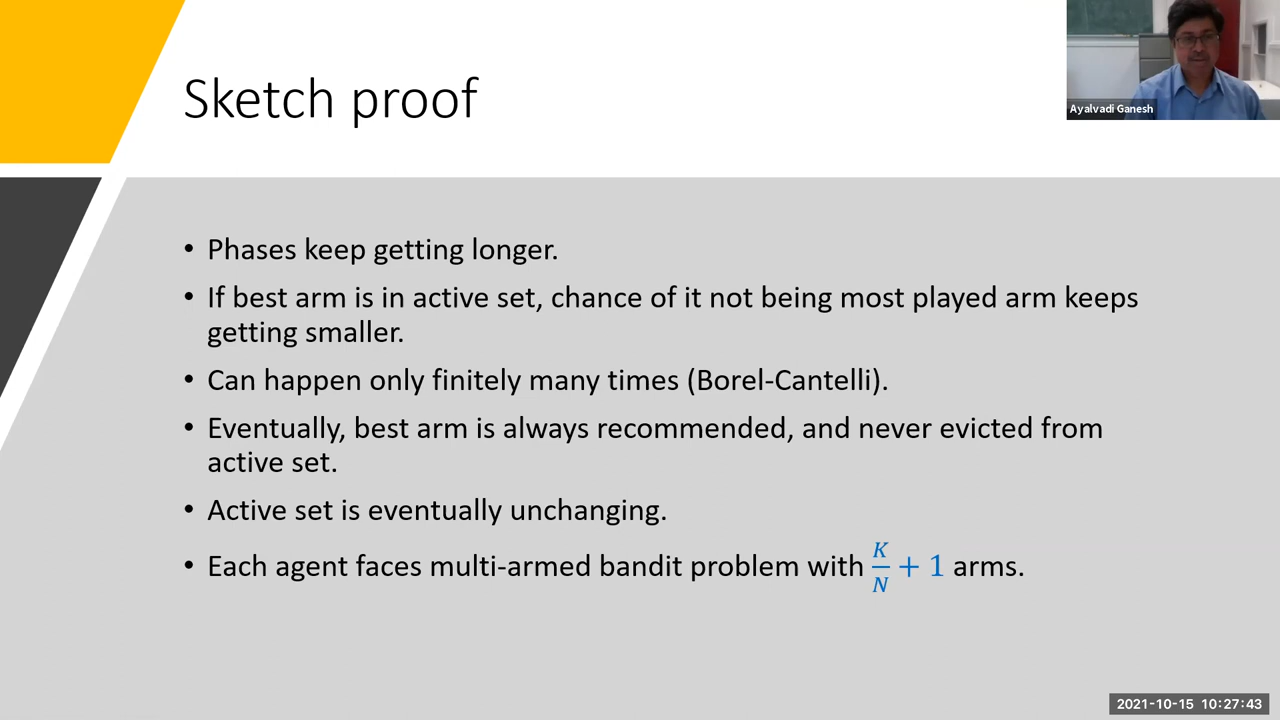 Sketch proof
Ayalvadi Ganesh
• Phases keep getting longer.
• If best arm is in active set, chance of it not being most played arm keeps
getting smaller.
• Can happen only finitely many times (Borel-Cantelli).
• Eventually, best arm is always recommended, and never evicted from
active set.
• Active set is eventually unchanging.
• Each agent faces multi-armed bandit problem with K/N + 1 arms.
2021-10-15 10:27:43